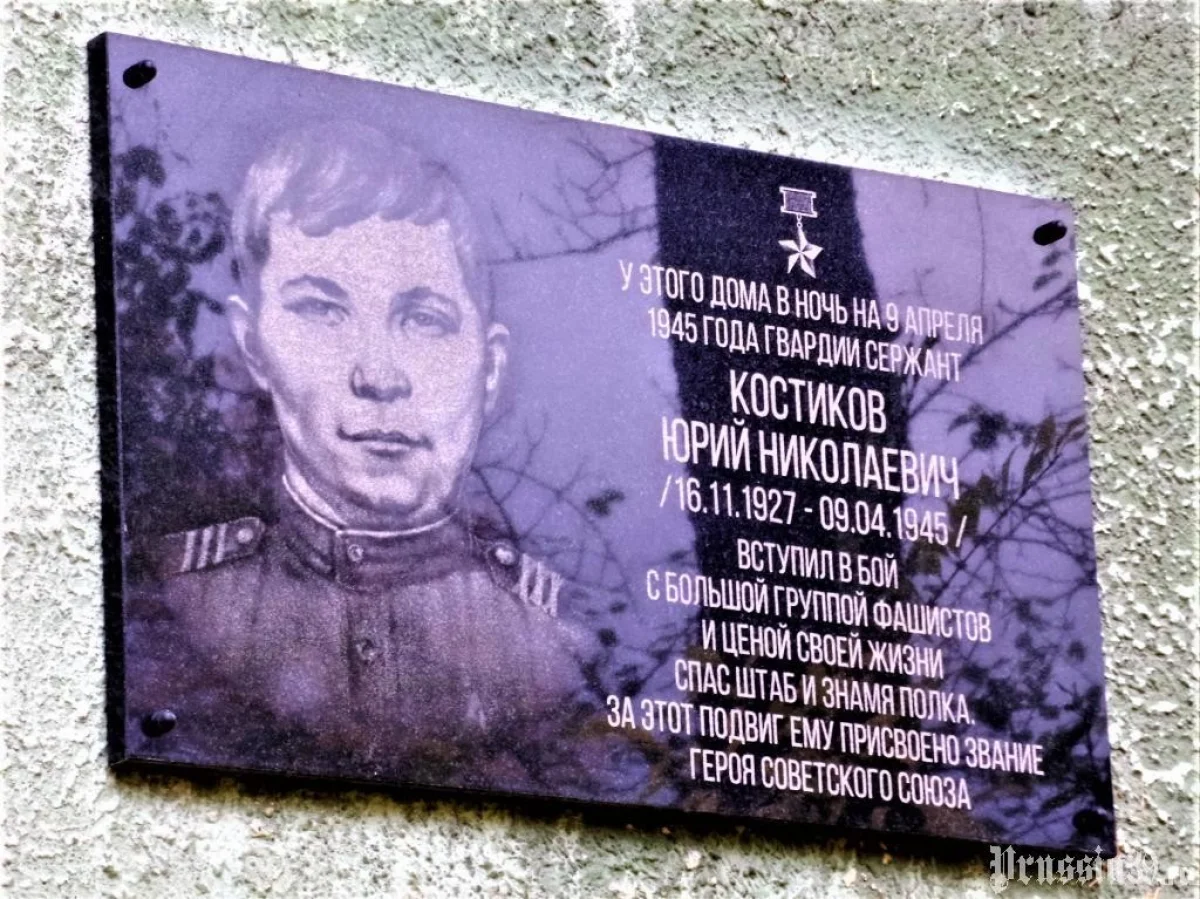 У ЭТОГО ДОМА В НОЧЬ НА 9 АПРЕЛЯ
1945 ГОДА ГВАРДИИ СЕРЖАНТ
КОСТИКОВ
ЮРИЙ НИКОЛАЕВИЧ
/16.11.1927 - 09.04.1945 /
ВСТУПИЛ В БОЙ
С БОЛЬШОЙ ГРУППОЙ ФАШИСТОВ
И ЦЕНОЙ СВОЕЙ ЖИЗНИ
СПАС ШТАБ И ЗНАМЯ ПОЛКА.
ЗА ЭТОТ ПОДВИГ ЕМУ ПРИСВОЕНО ЗВАНИЕ
ГЕРОЯ СОВЕТСКОГО СОЮЗА
Prussia39.ru